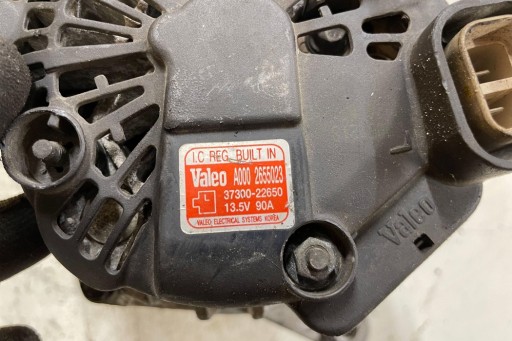 I.C REG. BUILT IN
Valeo A000 2655023
37300-22650
13.5V 90A
VALEO ELECTRICAL SYSTEMS KOREA
Valeo